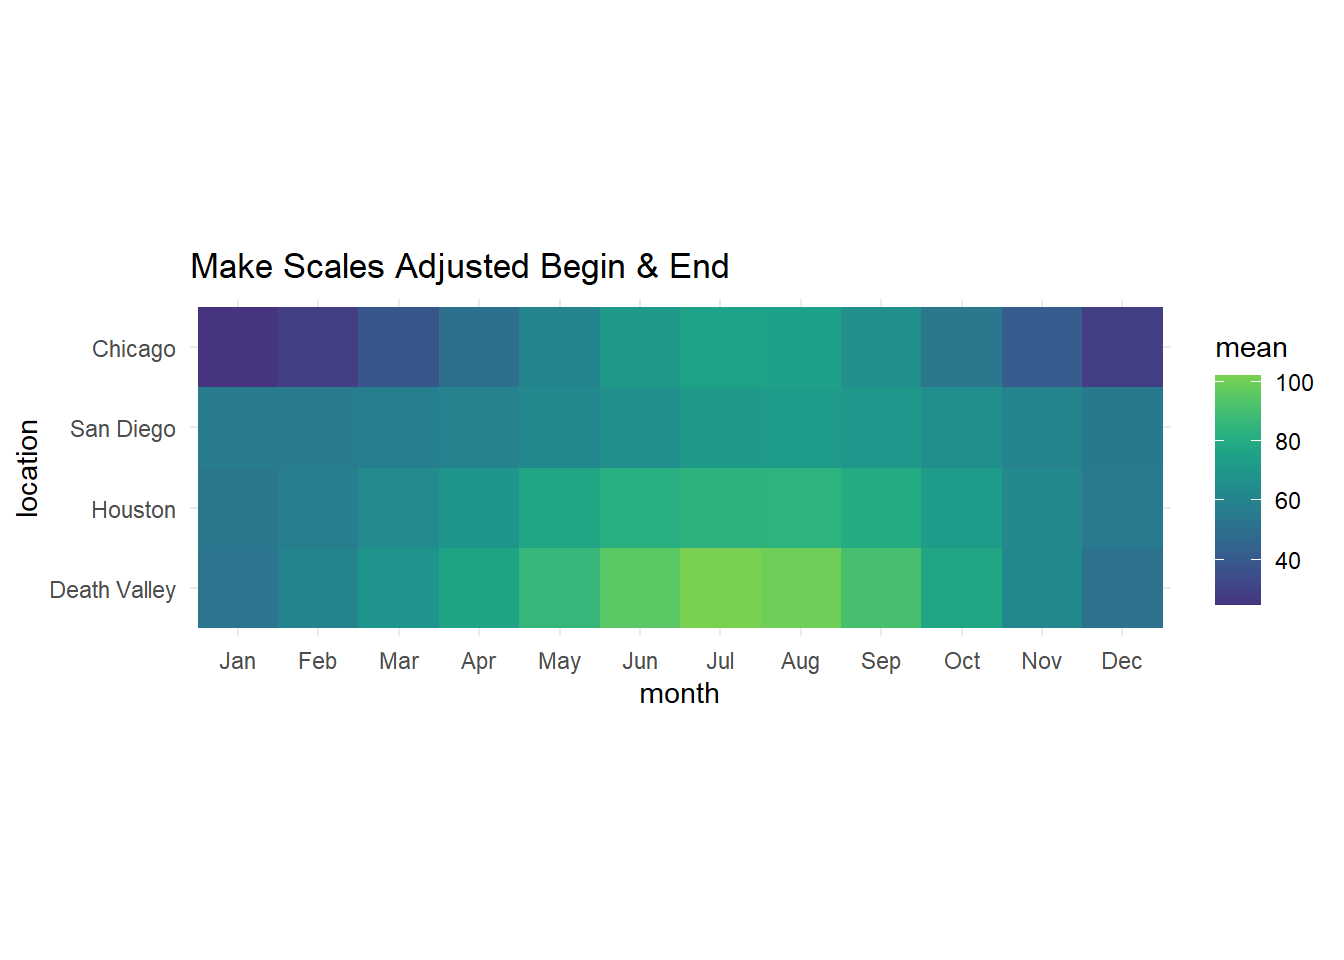 Make Scales Adjusted Begin & End
location
Chicago
San Diego
Houston
Death Valley
Jan Feb Mar Apr May Jun Jul Aug Sep Oct Nov Dec
month
mean
100
80
60
40